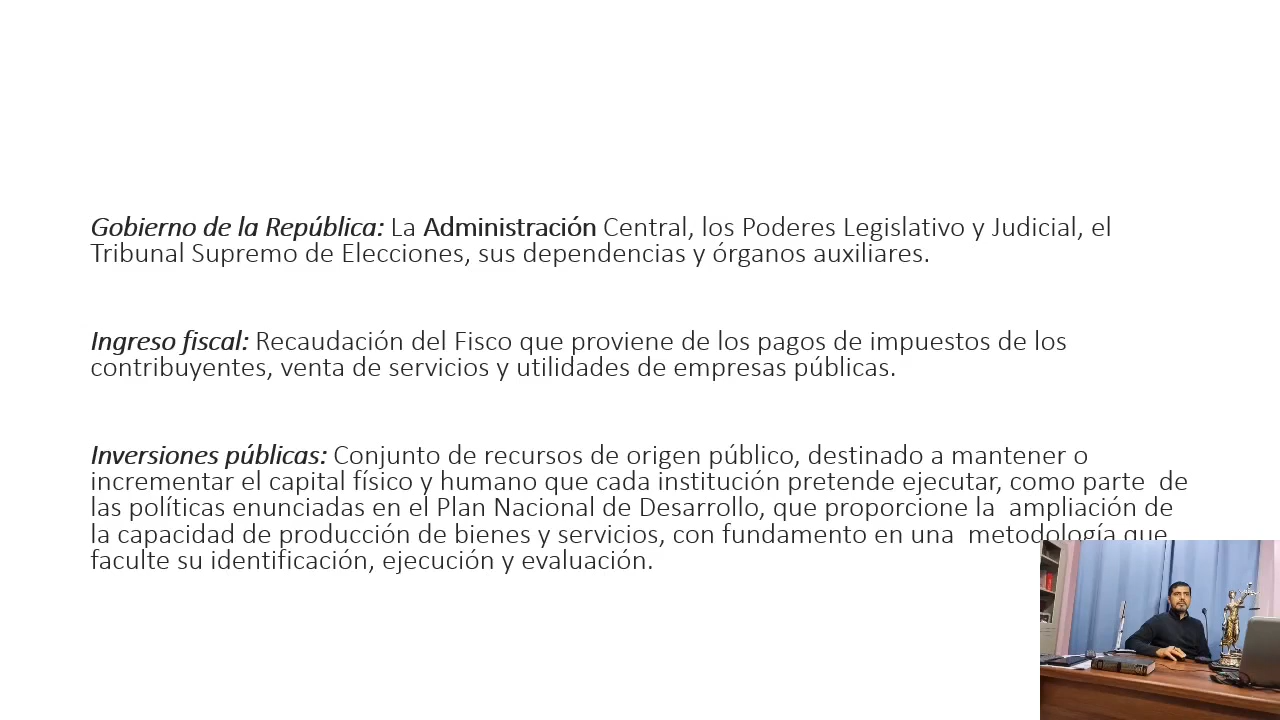 Gobierno de la República: La Administración Central, los Poderes Legislativo y Judicial, el
Tribunal Supremo de Elecciones, sus dependencias y órganos auxiliares.
Ingreso fiscal: Recaudación del Fisco que proviene de los pagos de impuestos de los
contribuyentes, venta de servicios y utilidades de empresas públicas.
Inversiones públicas: Conjunto de recursos de origen público, destinado a mantener o
incrementar el capital físico y humano que cada institución pretende ejecutar, como parte de
las políticas enunciadas en el Plan Nacional de Desarrollo, que proporcione la ampliación de
la capacidad de producción de bienes y servicios, con fundamento en una metodología que
faculte su identificación, ejecución y evaluación.